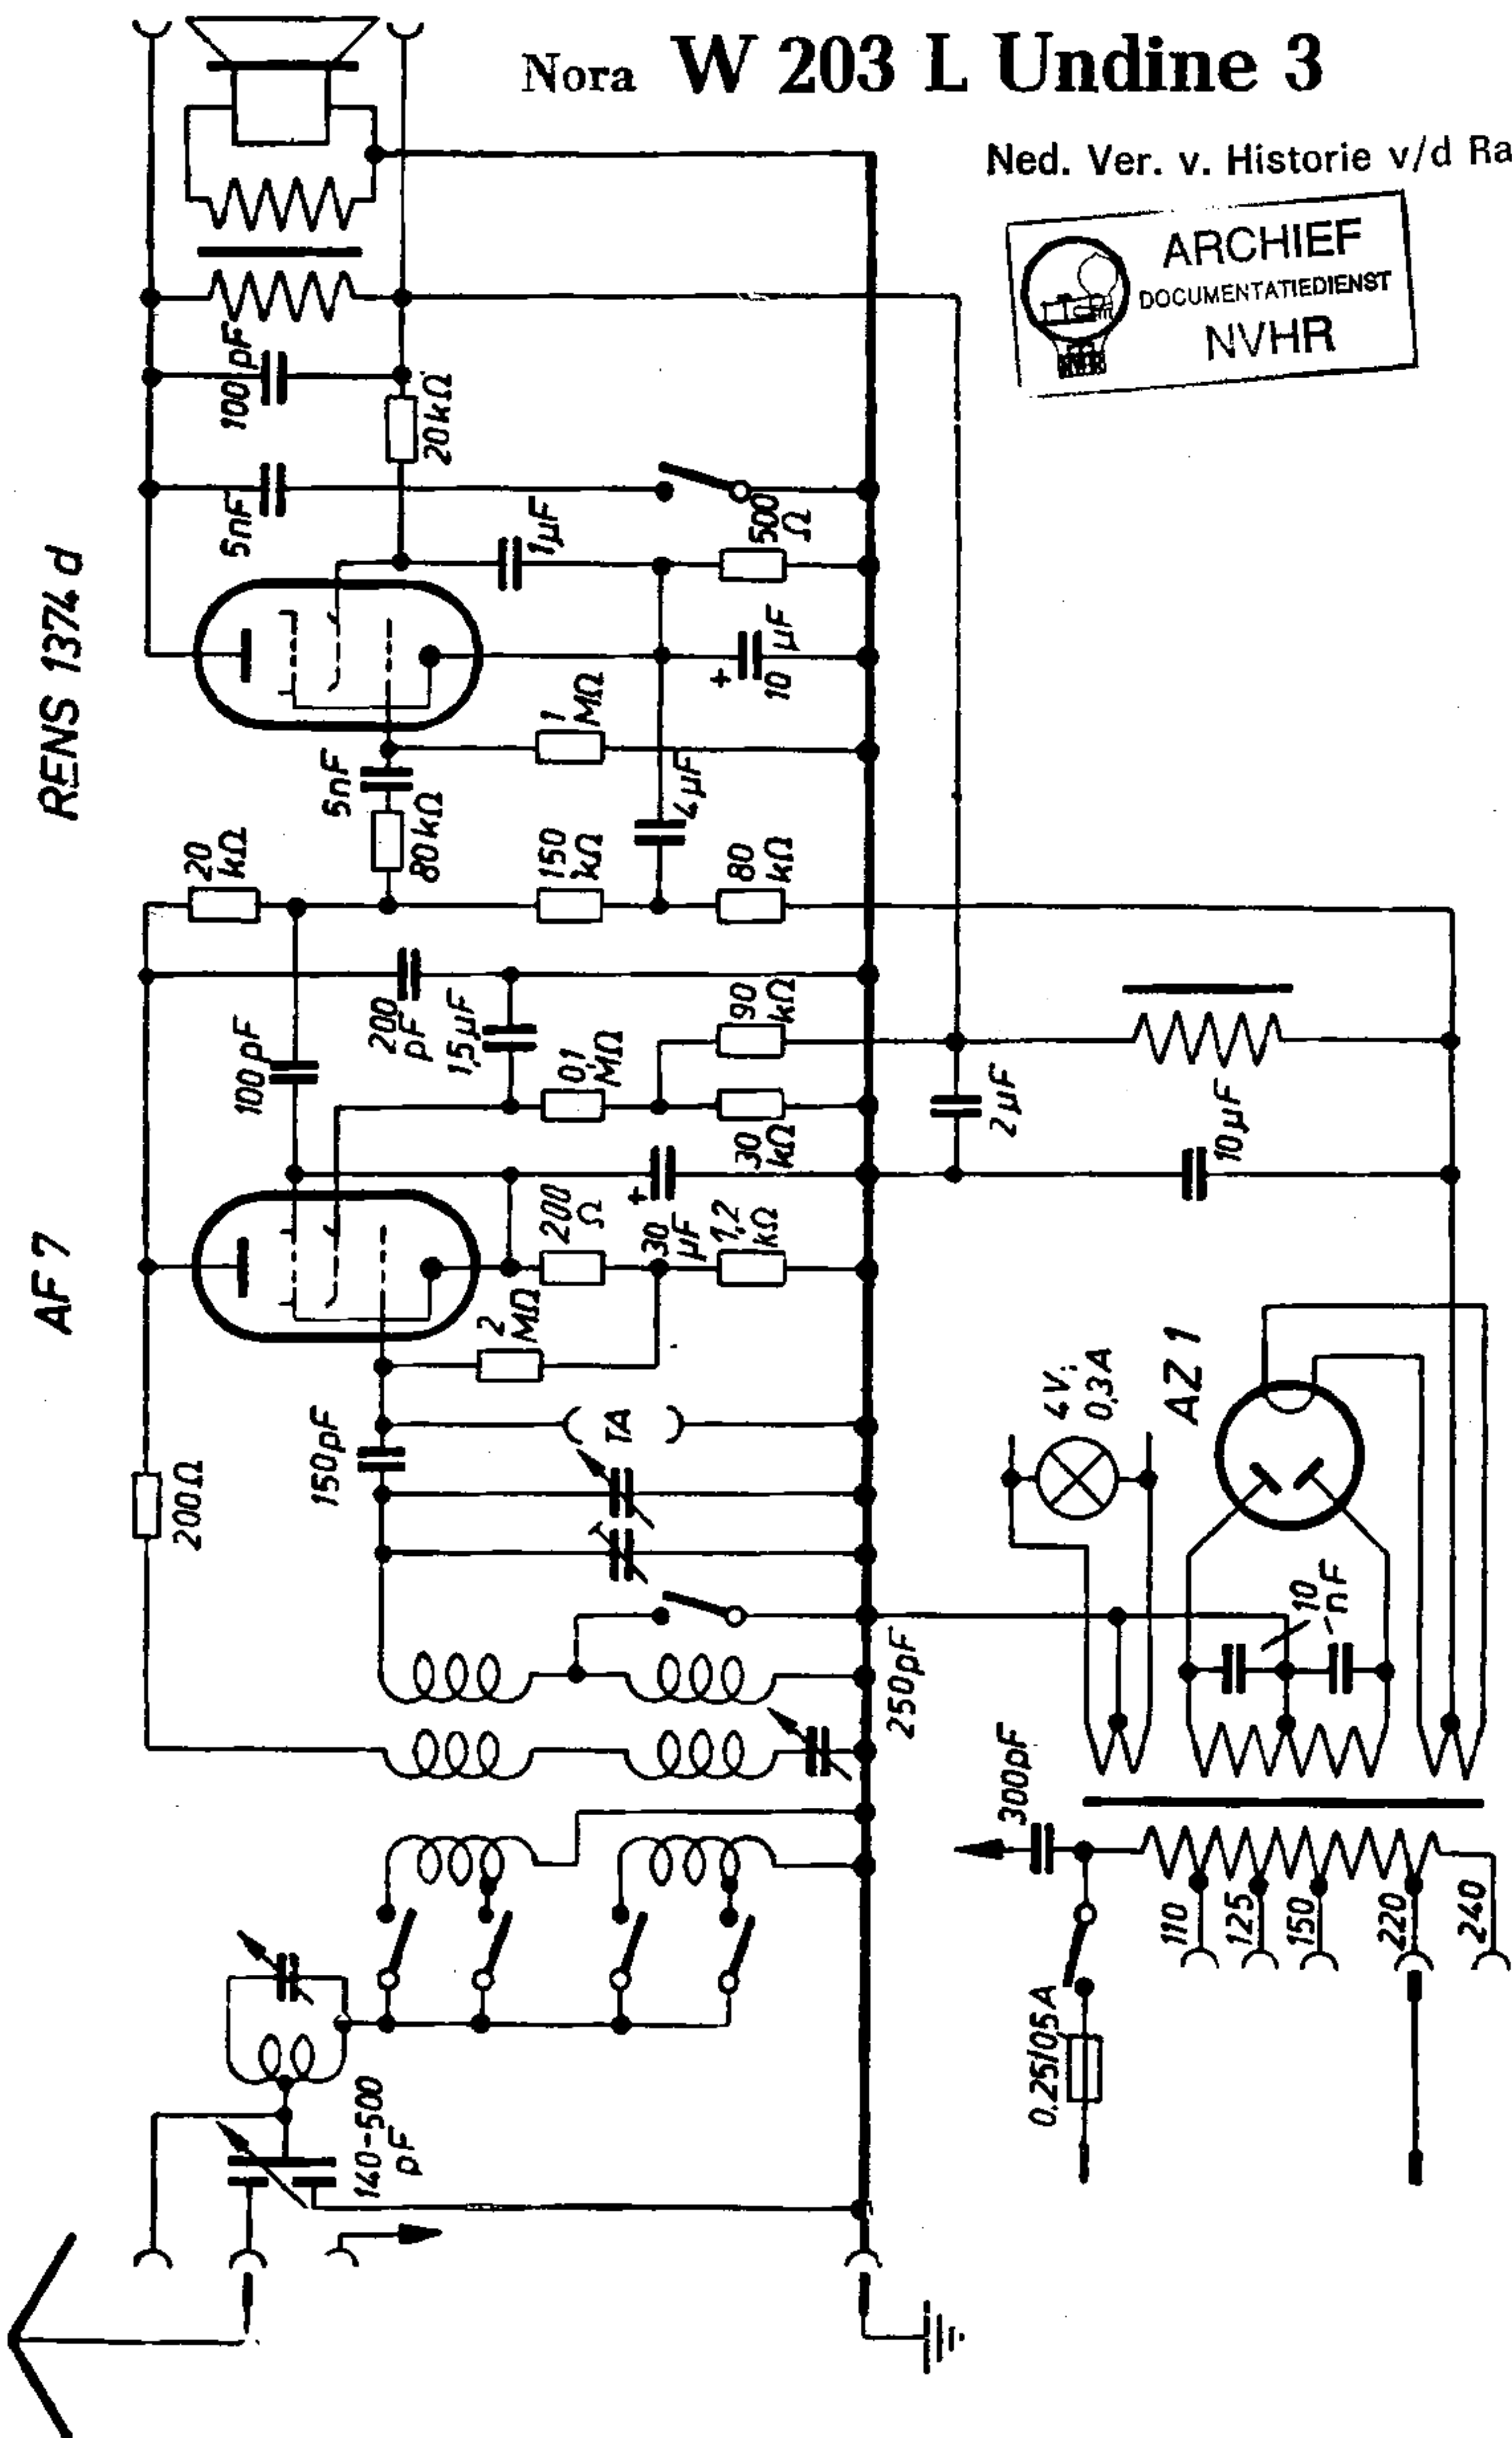 Nora W 203 L Undine 3
Ned. Ver. v. Historie v/d Ra
ARCHIEF
DOCUMENTATIEDIENST
NVHR
RENS 1374 d
100 pF
20kΩ
5nF
1µF
500
Ω
+
10 µF
1
MΩ
5nF
80kΩ
4µF
20
kΩ
150
kΩ
80
kΩ
AF 7
100pF
200
pF
1,5µF
0,1
MΩ
90
kΩ
30
kΩ
2µF
10µF
200
Ω
+
30
µF
1,2
kΩ
2
MΩ
TA
150pF
200Ω
4V;
0,3A
AZ 1
10
nF
250pF
300pF
110
125
150
220
240
0,25/0,5A
140-500
pF